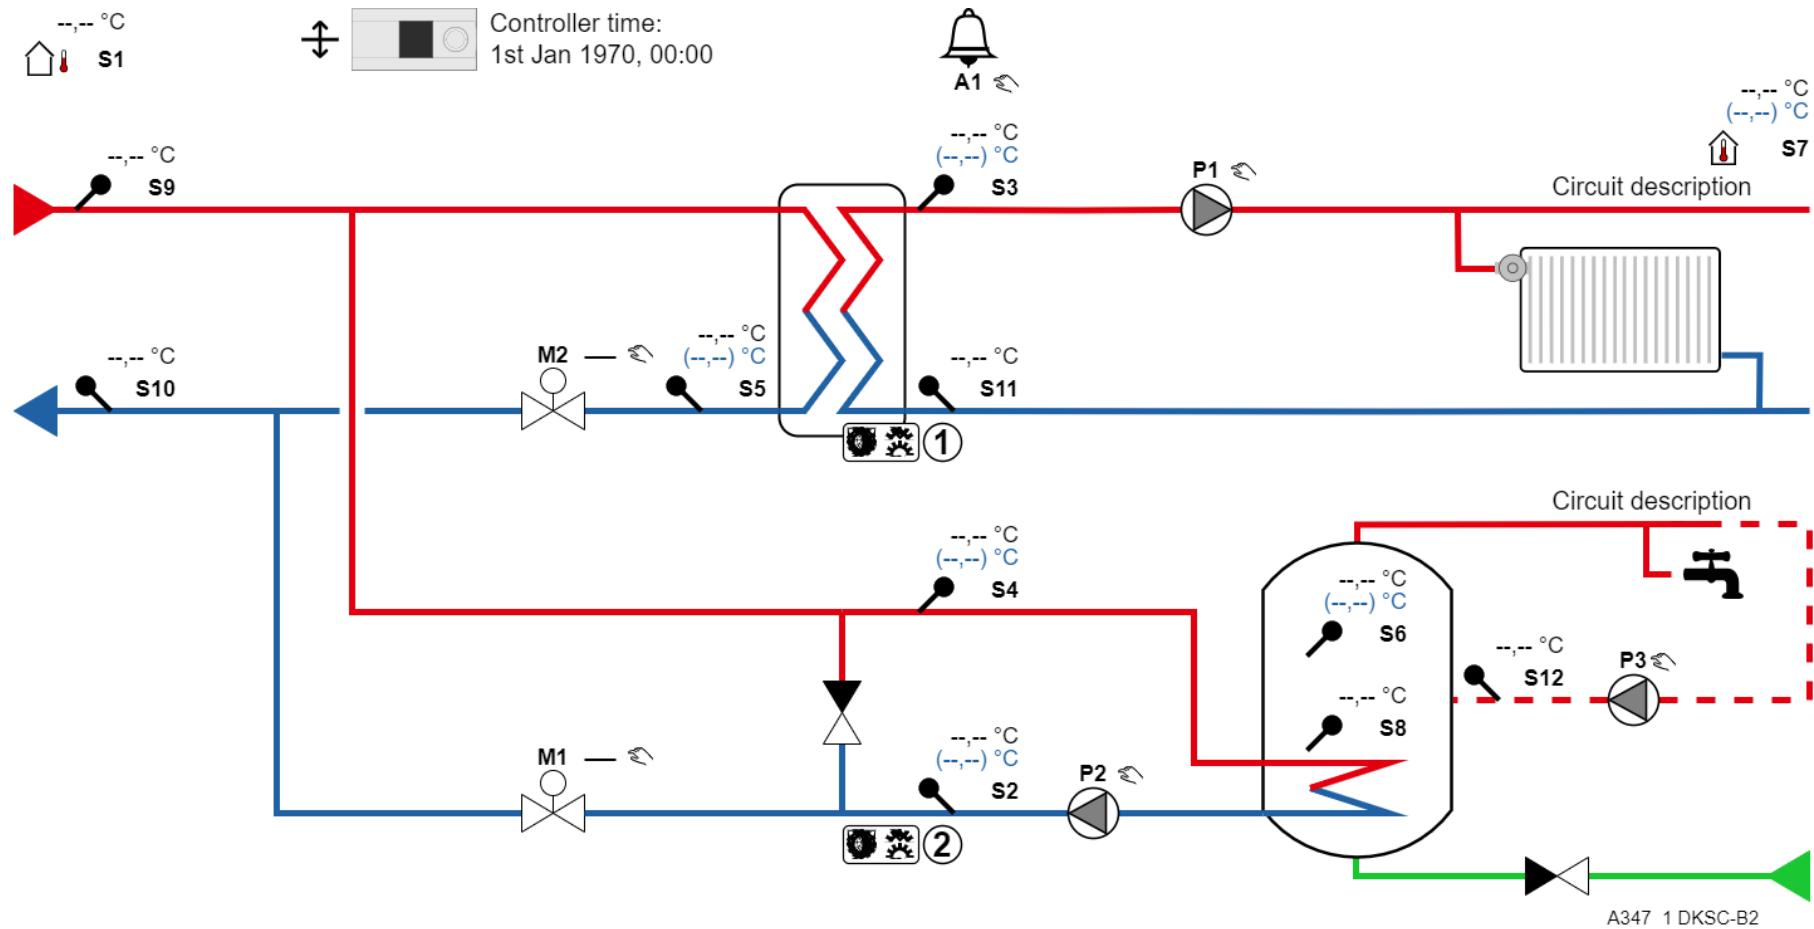 --,-- °C
S1
Controller time:
1st Jan 1970, 00:00
A1
--,-- °C
(--,--) °C
S7
--,-- °C
S9
--,-- °C
(--,--) °C
S3
P1
Circuit description
--,-- °C
S10
M2
--,-- °C
(--,--) °C
S5
--,-- °C
S11
1
Circuit description
--,-- °C
(--,--) °C
S4
--,-- °C
(--,--) °C
S6
--,-- °C
S12
P3
--,-- °C
S8
M1
--,-- °C
(--,--) °C
S2
P2
2
A347 1 DKSC-B2